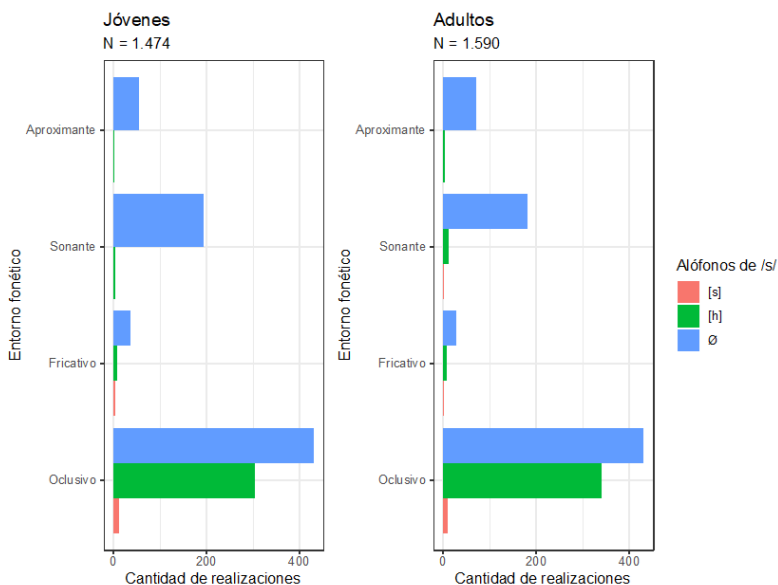 Jóvenes
N = 1.474
Adultos
N = 1.590
Entorno fonético
Aproximante
Sonante
Fricativo
Oclusivo
0
200
400
Cantidad de realizaciones
Entorno fonético
Aproximante
Sonante
Fricativo
Oclusivo
0
200
400
Cantidad de realizaciones
Alófonos de /s/
[s]
[h]
Ø